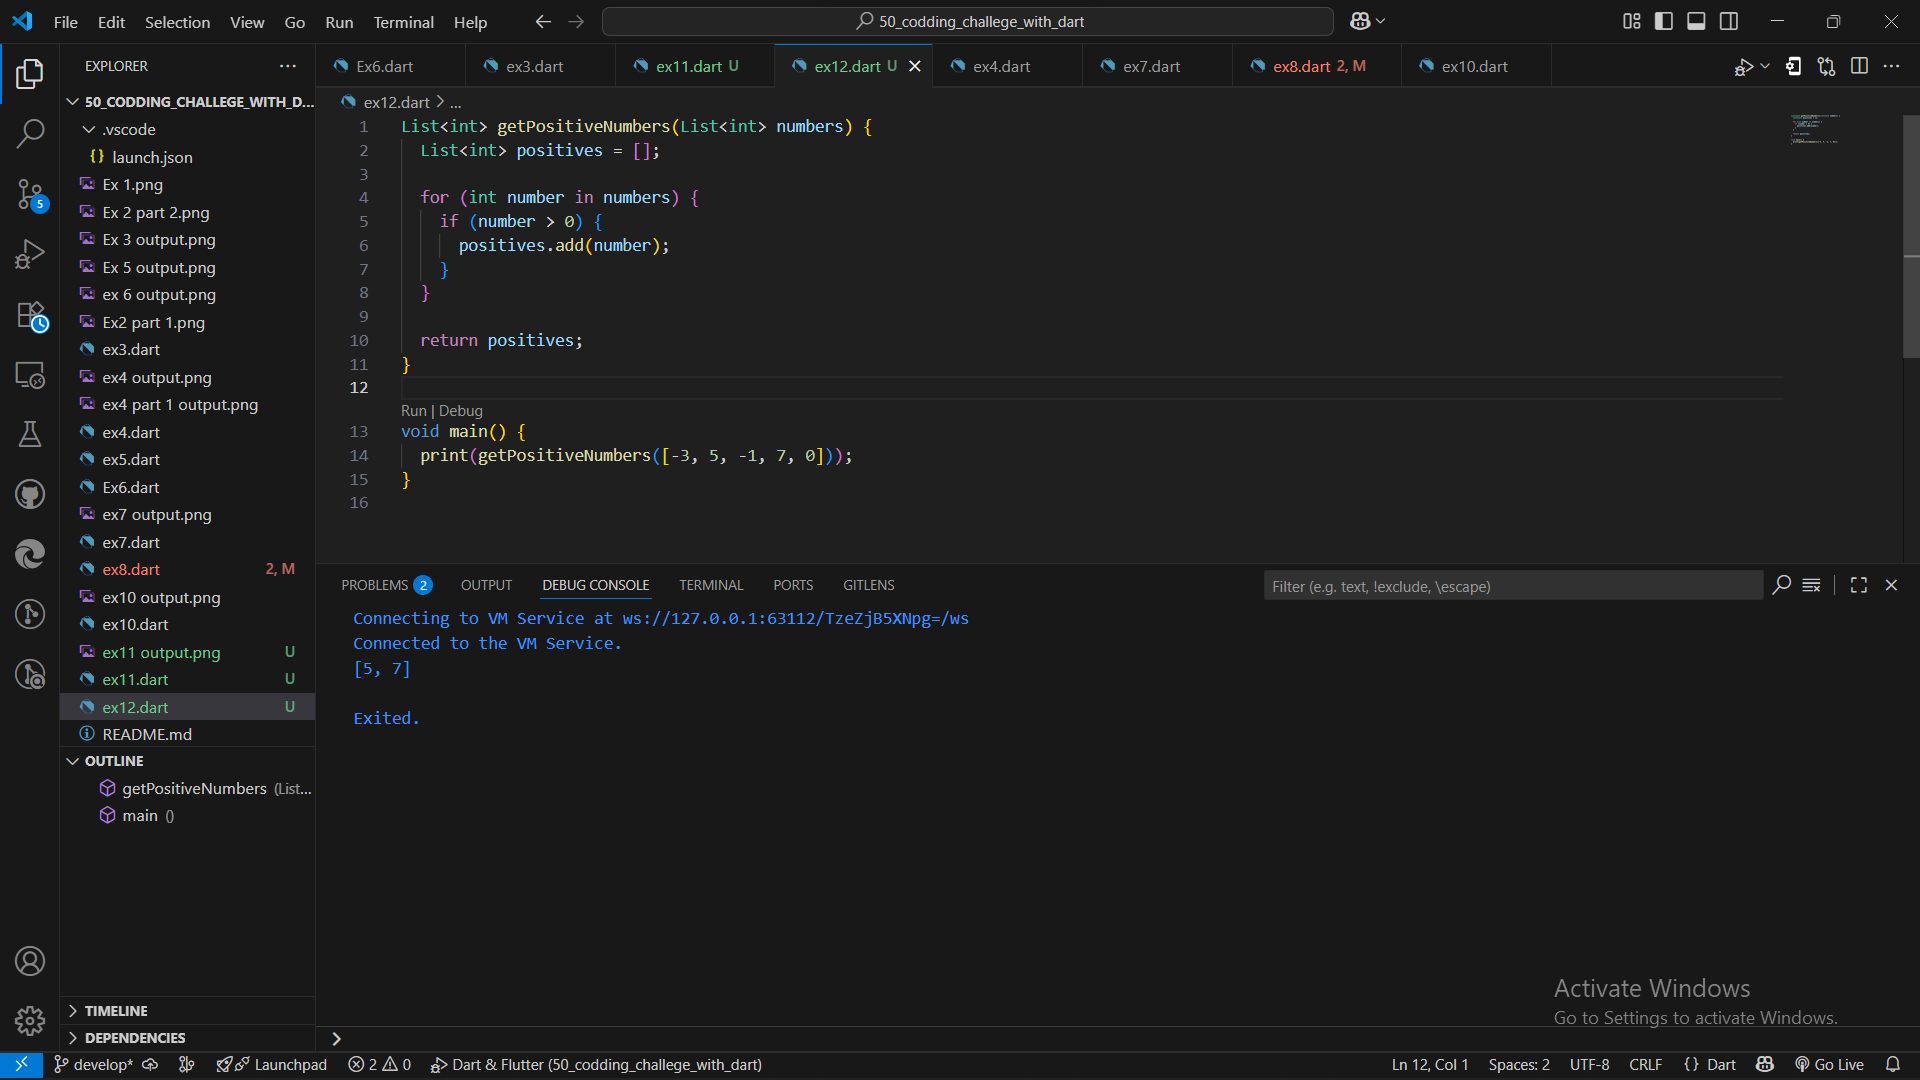 File Edit Selection View Go Run Terminal Help
50_codding_challege_with_dart
EXPLORER
50_CODDING_CHALLEGE_WITH_D...
.vscode
{} launch.json
Ex 1.png
Ex 2 part 2.png
Ex 3 output.png
Ex 5 output.png
ex 6 output.png
Ex2 part 1.png
ex3.dart
ex4 output.png
ex4 part 1 output.png
ex4.dart
ex5.dart
Ex6.dart
ex7 output.png
ex7.dart
ex8.dart 2, M
ex10 output.png
ex10.dart
ex11 output.png U
ex11.dart U
ex12.dart U
README.md
OUTLINE
getPositiveNumbers (List...
main ()
TIMELINE
DEPENDENCIES
5
Ex6.dart ex3.dart ex11.dart U ex12.dart U ex4.dart ex7.dart ex8.dart 2, M ex10.dart
ex12.dart > ...
1 List<int> getPositiveNumbers(List<int> numbers) {
2 List<int> positives = [];
3
4 for (int number in numbers) {
5 if (number > 0) {
6 positives.add(number);
7 }
8 }
9
10 return positives;
11 }
12
Run | Debug
13 void main() {
14 print(getPositiveNumbers([-3, 5, -1, 7, 0]));
15 }
16
PROBLEMS 2 OUTPUT DEBUG CONSOLE TERMINAL PORTS GITLENS
Filter (e.g. text, !exclude, \escape)
Connecting to VM Service at ws://127.0.0.1:63112/TzeZjB5XNpg=/ws
Connected to the VM Service.
[5, 7]
Exited.
Activate Windows
Go to Settings to activate Windows.
develop* Launchpad 2 0 Dart & Flutter (50_codding_challege_with_dart) Ln 12, Col 1 Spaces: 2 UTF-8 CRLF {} Dart Go Live